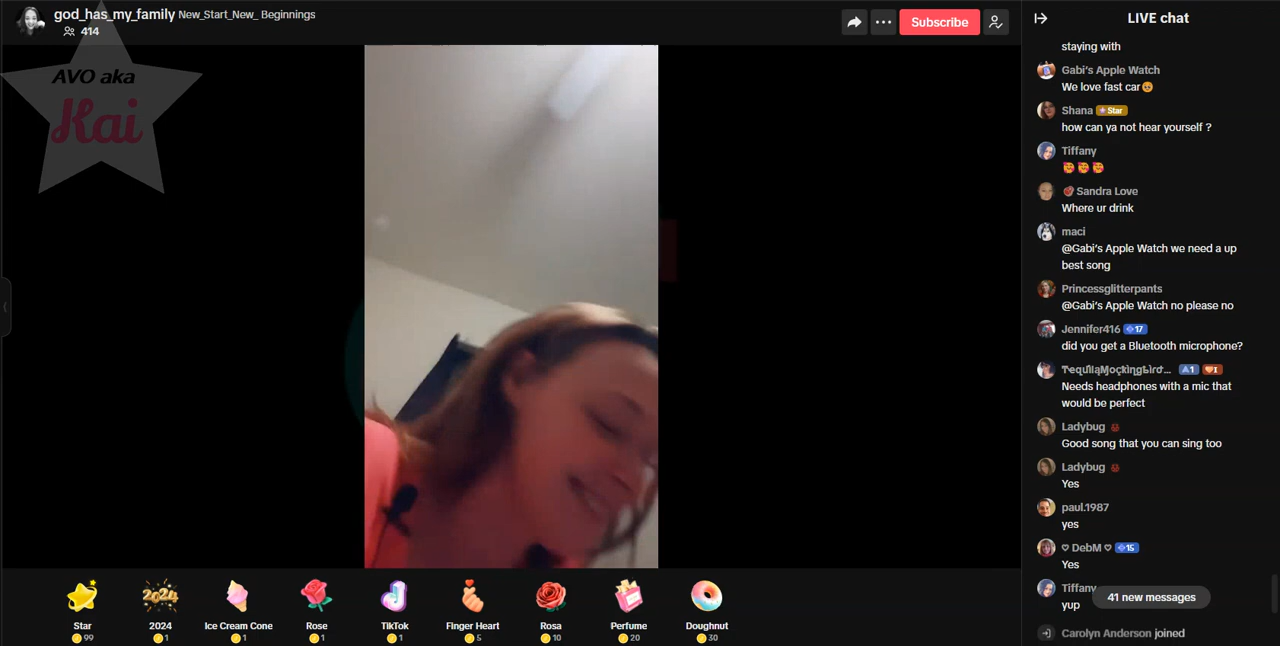 god_has_my_family New_Start_New_ Beginnings
414
Subscribe
AVO aka
Kai
LIVE chat
staying with
Gabi's Apple Watch
We love fast car
Shana Star
how can ya not hear yourself ?
Tiffany
Sandra Love
Where ur drink
maci
@Gabi's Apple Watch we need a up
best song
Princessglitterpants
@Gabi's Apple Watch no please no
Jennifer416 17
did you get a Bluetooth microphone?
A1 I
Needs headphones with a mic that
would be perfect
Ladybug
Good song that you can sing too
Ladybug
Yes
paul.1987
yes
♡ DebM ♡ 15
Yes
Tiffany
yup
41 new messages
Carolyn Anderson joined
Star
99
2024
1
Ice Cream Cone
1
Rose
1
TikTok
1
Finger Heart
5
Rosa
10
Perfume
20
Doughnut
30